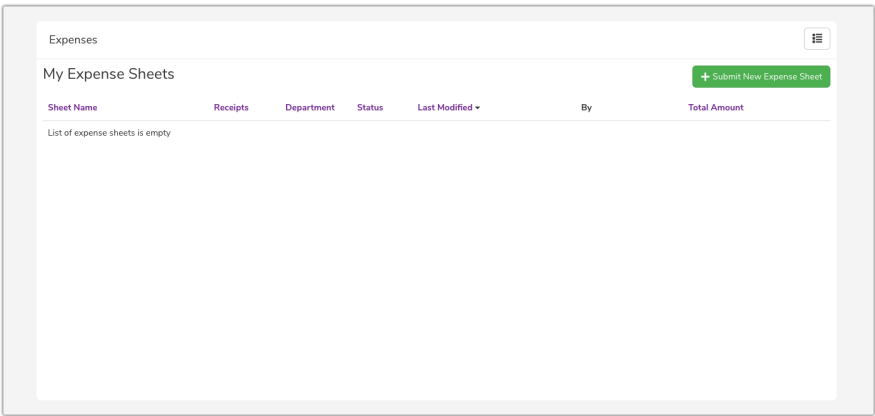 Expenses
My Expense Sheets
Submit New Expense Sheet
Sheet Name Receipts Department Status Last Modified By Total Amount
List of expense sheets is empty